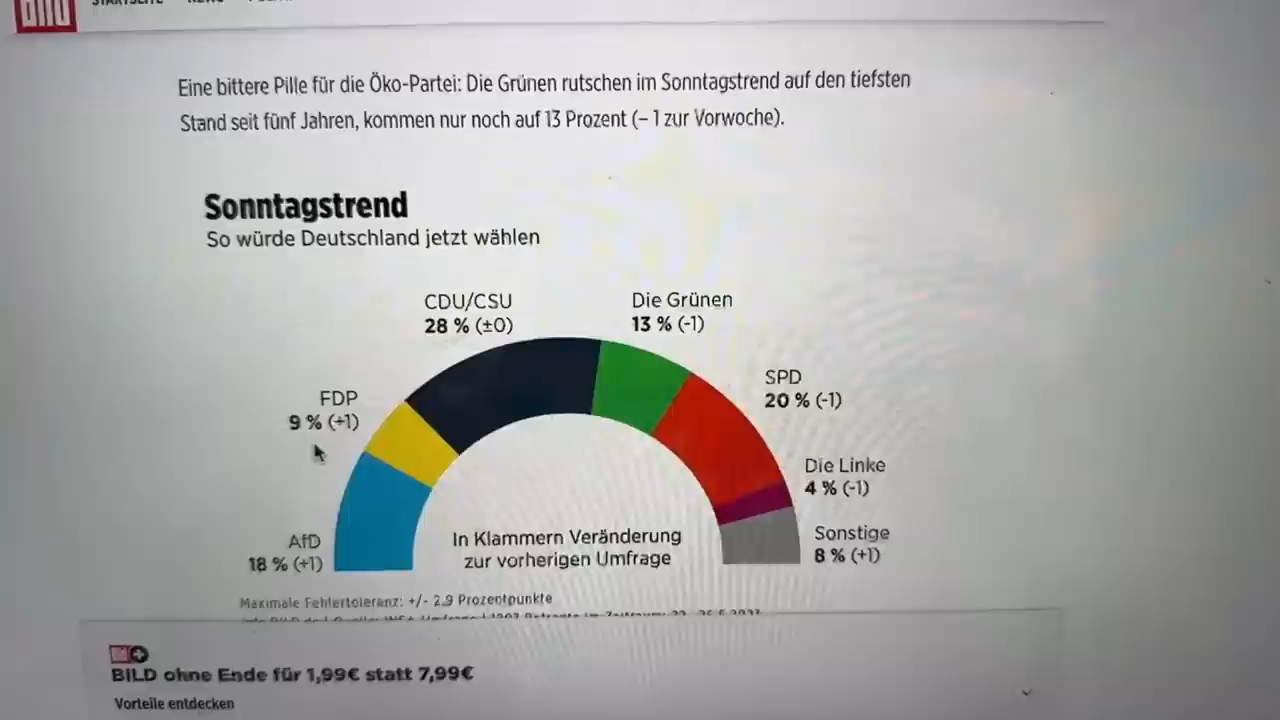 BILD
STARTSEITE
NEWS
Eine bittere Pille für die Öko-Partei: Die Grünen rutschen im Sonntagstrend auf den tiefsten
Stand seit fünf Jahren, kommen nur noch auf 13 Prozent (– 1 zur Vorwoche).
Sonntagstrend
So würde Deutschland jetzt wählen
CDU/CSU
28 % (±0)
Die Grünen
13 % (-1)
FDP
9 % (+1)
SPD
20 % (-1)
Die Linke
4 % (-1)
AfD
18 % (+1)
Sonstige
8 % (+1)
In Klammern Veränderung
zur vorherigen Umfrage
Maximale Fehlertoleranz: +/- 2.9 Prozentpunkte
BILD ohne Ende für 1,99€ statt 7,99€
Vorteile entdecken